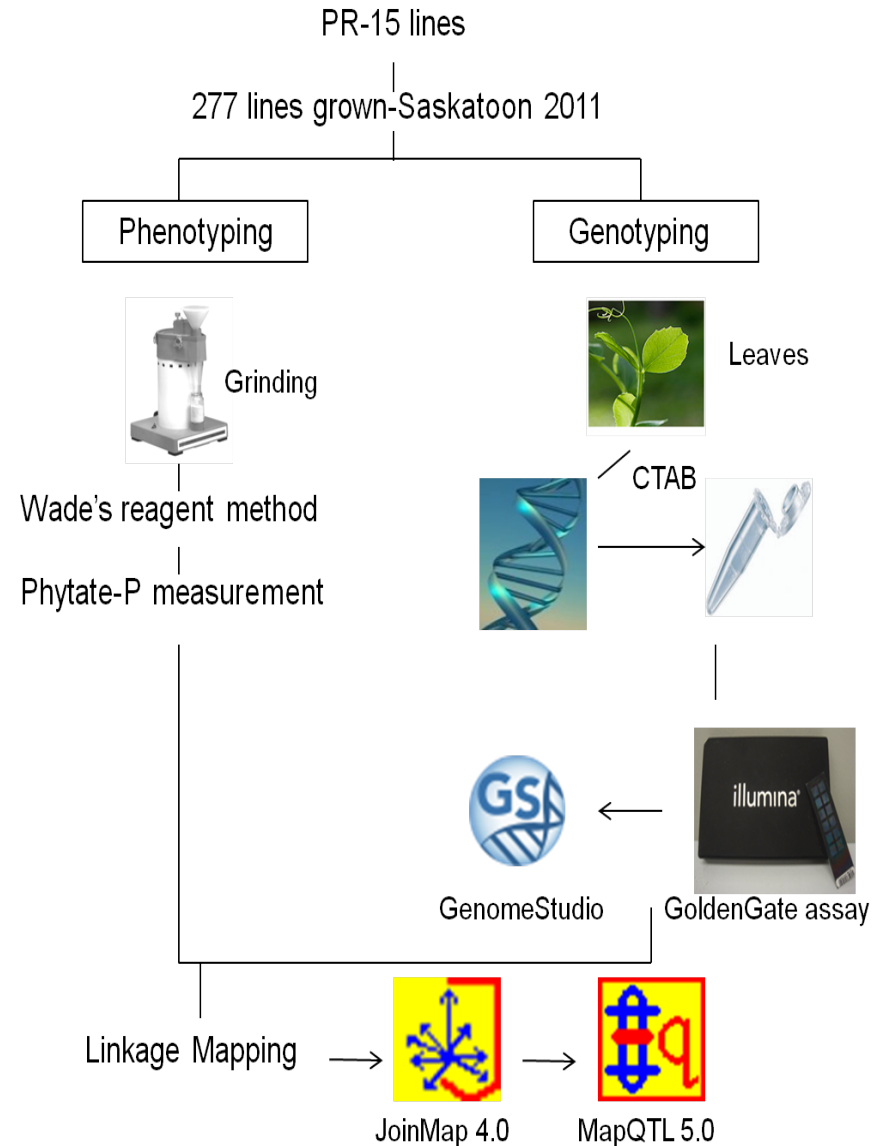 PR-15 lines
277 lines grown-Saskatoon 2011
Phenotyping
Genotyping
Grinding
Leaves
Wade's reagent method
CTAB
Phytate-P measurement
GS
illumina®
GenomeStudio
GoldenGate assay
Linkage Mapping
q
JoinMap 4.0
MapQTL 5.0